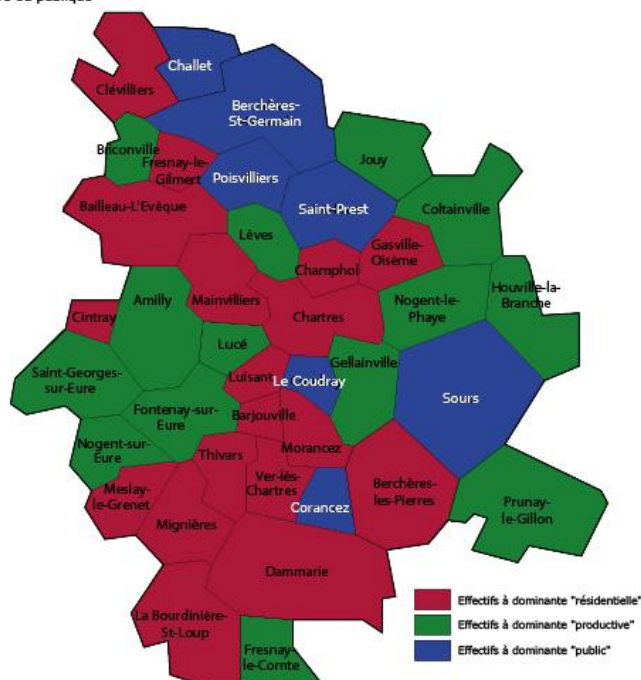 ou publique
Challet
Clévilliers
Berchères-
St-Germain
Briconville
Fresnay-le-
Gilmert
Jouy
Poisvilliers
Bailleau-L'Evêque
Saint-Prest
Coltainville
Lèves
Gasville-
Oisème
Champhol
Amilly
Mainvilliers
Houville-la-
Branche
Nogent-le-
Phaye
Cintray
Chartres
Lucé
Gellainville
Saint-Georges-
sur-Eure
Luisant
Le Coudray
Sours
Fontenay-sur-
Eure
Barjouville
Nogent-sur-
Eure
Morancez
Thivars
Ver-lès-
Chartres
Berchères-
les-Pierres
Meslay-
le-Grenet
Corancez
Prunay-
le-Gillon
Mignières
Dammarie
La Bourdinière-
St-Loup
Fresnay-
le-Comte
Effectifs à dominante "résidentielle"
Effectifs à dominante "productive"
Effectifs à dominante "public"